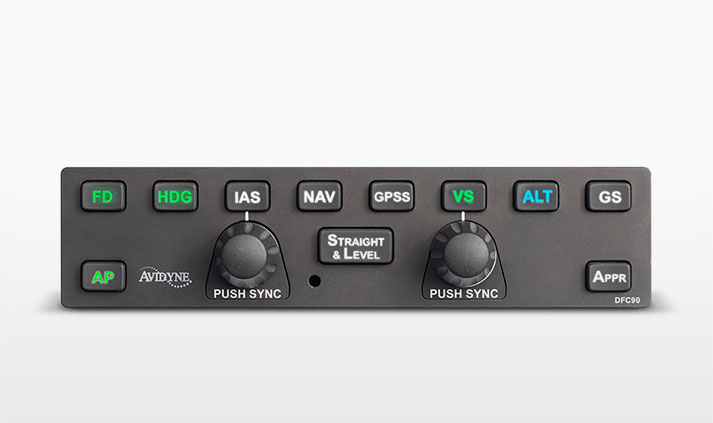 FD HDG IAS NAV GPSS VS ALT GS
STRAIGHT
& LEVEL
AP AVIDYNE APPR
PUSH SYNC PUSH SYNC
DFC90